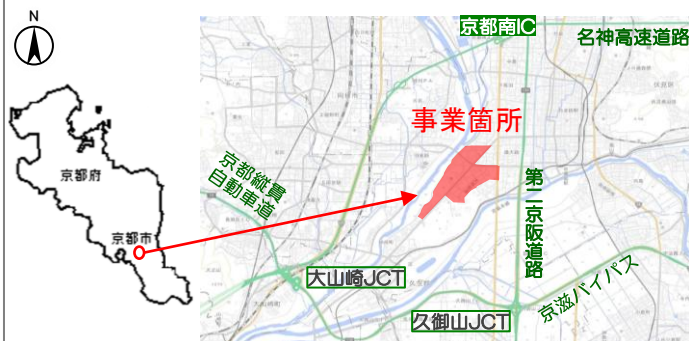 N
京都府
京都市
京都南IC
名神高速道路
事業箇所
京都縦貫
自動車道
第二京阪道路
大山崎JCT
久御山JCT
京滋バイパス